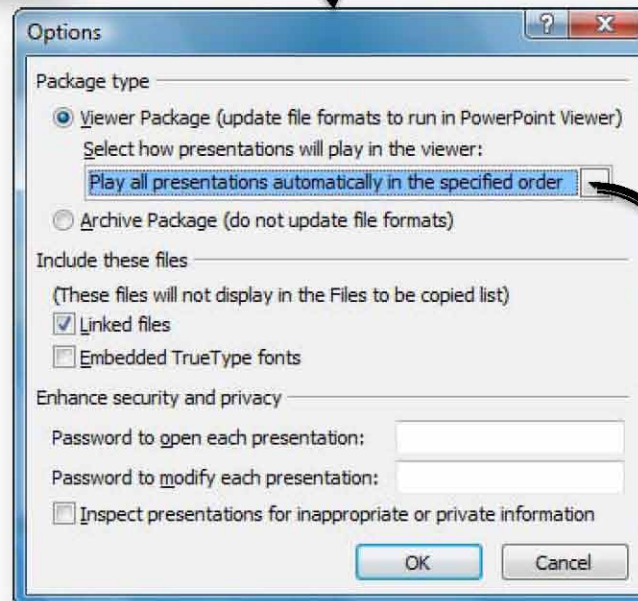 Options
Package type
Viewer Package (update file formats to run in PowerPoint Viewer)
Select how presentations will play in the viewer:
Play all presentations automatically in the specified order
Archive Package (do not update file formats)
Include these files
(These files will not display in the Files to be copied list)
Linked files
Embedded TrueType fonts
Enhance security and privacy
Password to open each presentation:
Password to modify each presentation:
Inspect presentations for inappropriate or private information
OK Cancel